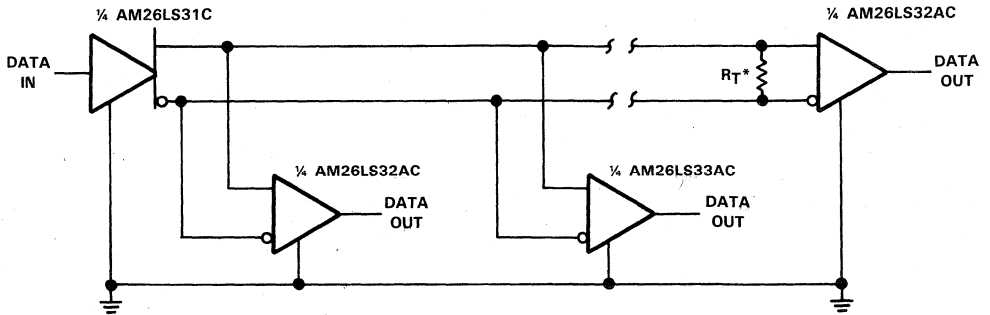 ¼ AM26LS31C
¼ AM26LS32AC
DATA
IN
RT*
DATA
OUT
¼ AM26LS32AC
¼ AM26LS33AC
DATA
OUT
DATA
OUT